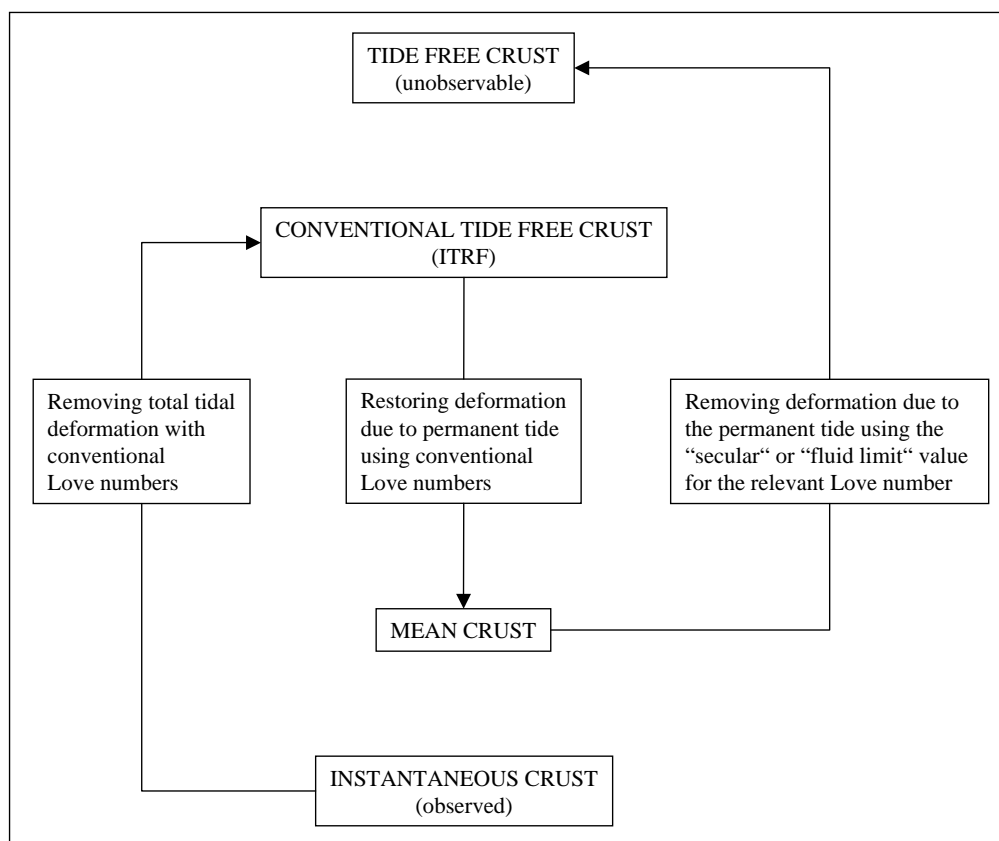 TIDE FREE CRUST
(unobservable)
CONVENTIONAL TIDE FREE CRUST
(ITRF)
Removing total tidal
deformation with
conventional
Love numbers
Restoring deformation
due to permanent tide
using conventional
Love numbers
Removing deformation due to
the permanent tide using the
“secular“ or “fluid limit“ value
for the relevant Love number
MEAN CRUST
INSTANTANEOUS CRUST
(observed)